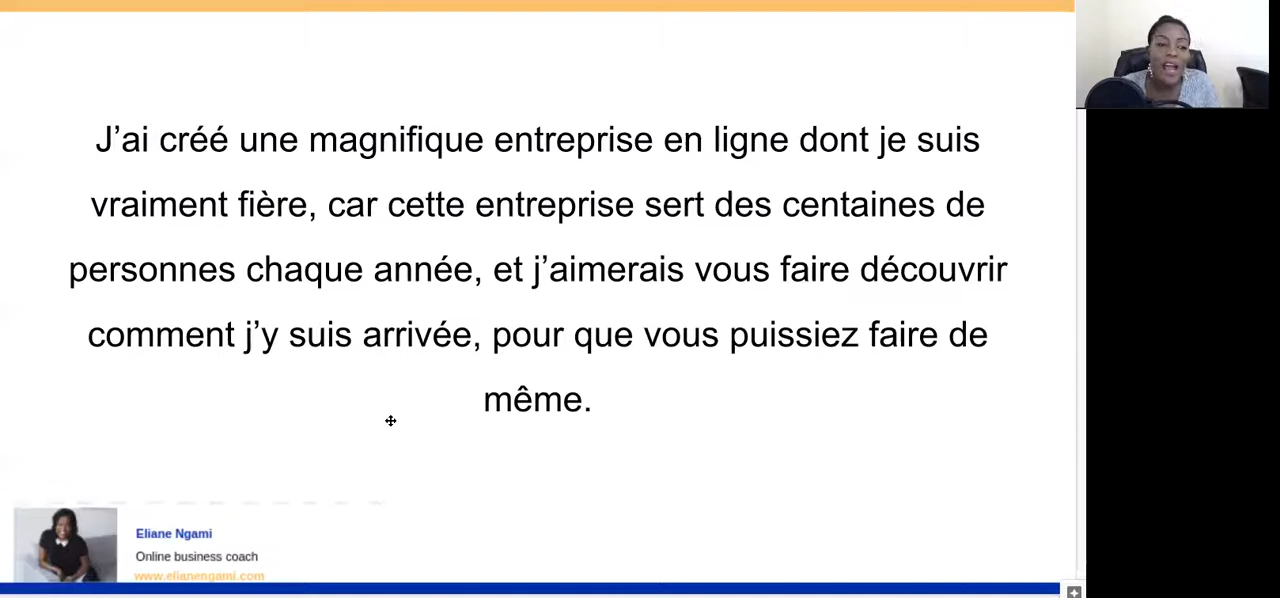 J’ai créé une magnifique entreprise en ligne dont je suis
vraiment fière, car cette entreprise sert des centaines de
personnes chaque année, et j’aimerais vous faire découvrir
comment j’y suis arrivée, pour que vous puissiez faire de
même.
Eliane Ngami
Online business coach
www.elianengami.com